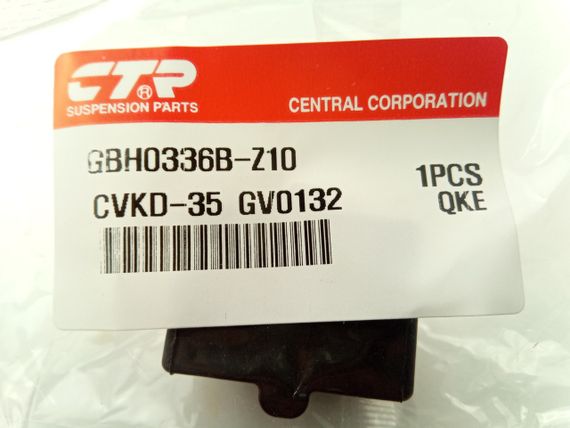 CTR®
SUSPENSION PARTS
CENTRAL CORPORATION
GBH0336B-Z10
1PCS
CVKD-35 GV0132
QKE